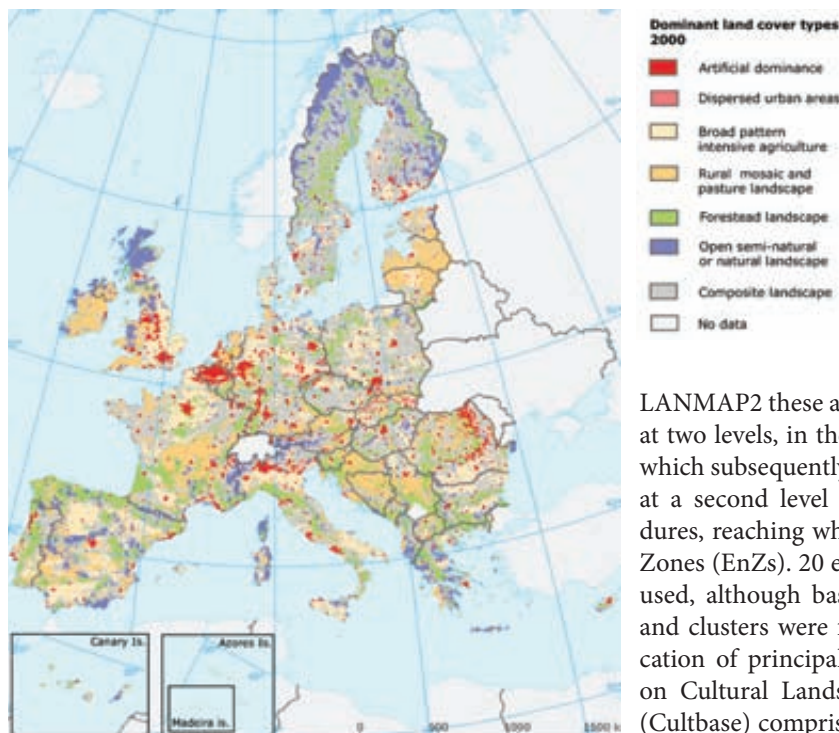 Dominant land cover types
2000
Artificial dominance
Dispersed urban areas
Broad pattern
intensive agriculture
Rural mosaic and
pasture landscape
Forestead landscape
Open semi-natural
or natural landscape
Composite landscape
No data
Canary Is.
Azores Is.
Madeira is.
0 500 1000 1500 k
LANMAP2 these a
at two levels, in th
which subsequently
at a second level
dures, reaching wh
Zones (EnZs). 20 e
used, although bas
and clusters were
cation of principal
on Cultural Lands
(Cultbase) compris